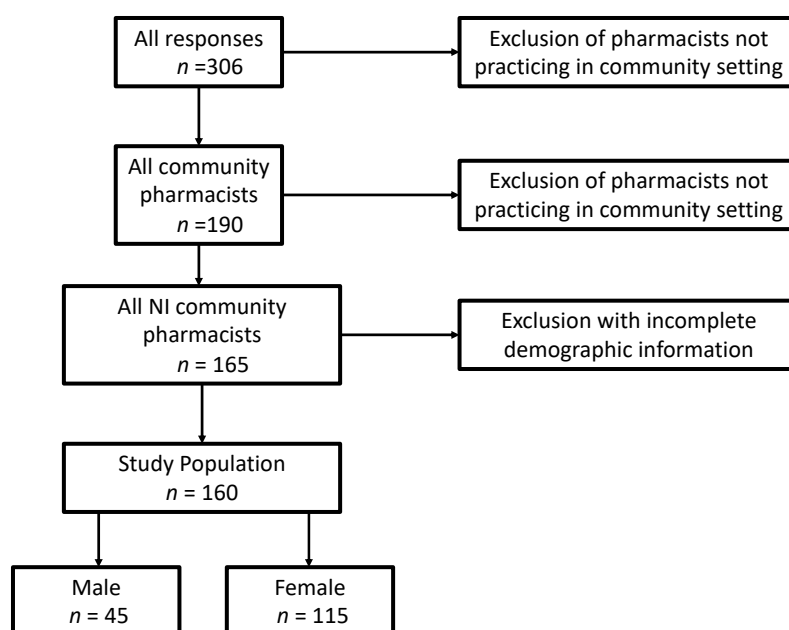 All responses
n =306
Exclusion of pharmacists not
practicing in community setting
All community
pharmacists
n =190
Exclusion of pharmacists not
practicing in community setting
All NI community
pharmacists
n = 165
Exclusion with incomplete
demographic information
Study Population
n = 160
Male
n = 45
Female
n = 115